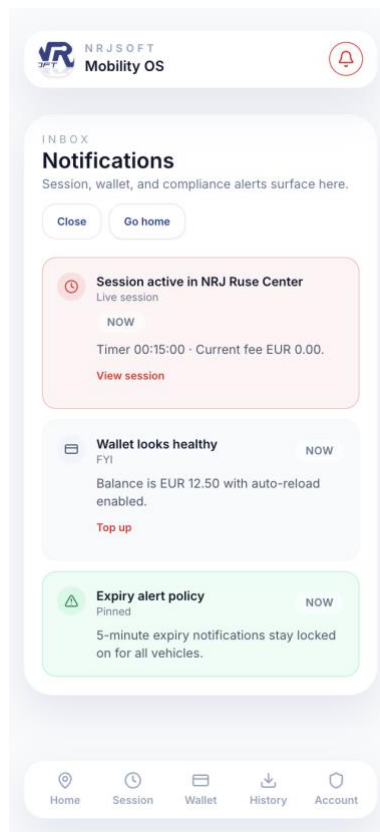 NRJSOFT
Mobility OS
INBOX
Notifications
Session, wallet, and compliance alerts surface here.
Close
Go home
Session active in NRJ Ruse Center
Live session
NOW
Timer 00:15:00 · Current fee EUR 0.00.
View session
Wallet looks healthy
NOW
FYI
Balance is EUR 12.50 with auto-reload
enabled.
Top up
Expiry alert policy
NOW
Pinned
5-minute expiry notifications stay locked
on for all vehicles.
Home
Session
Wallet
History
Account